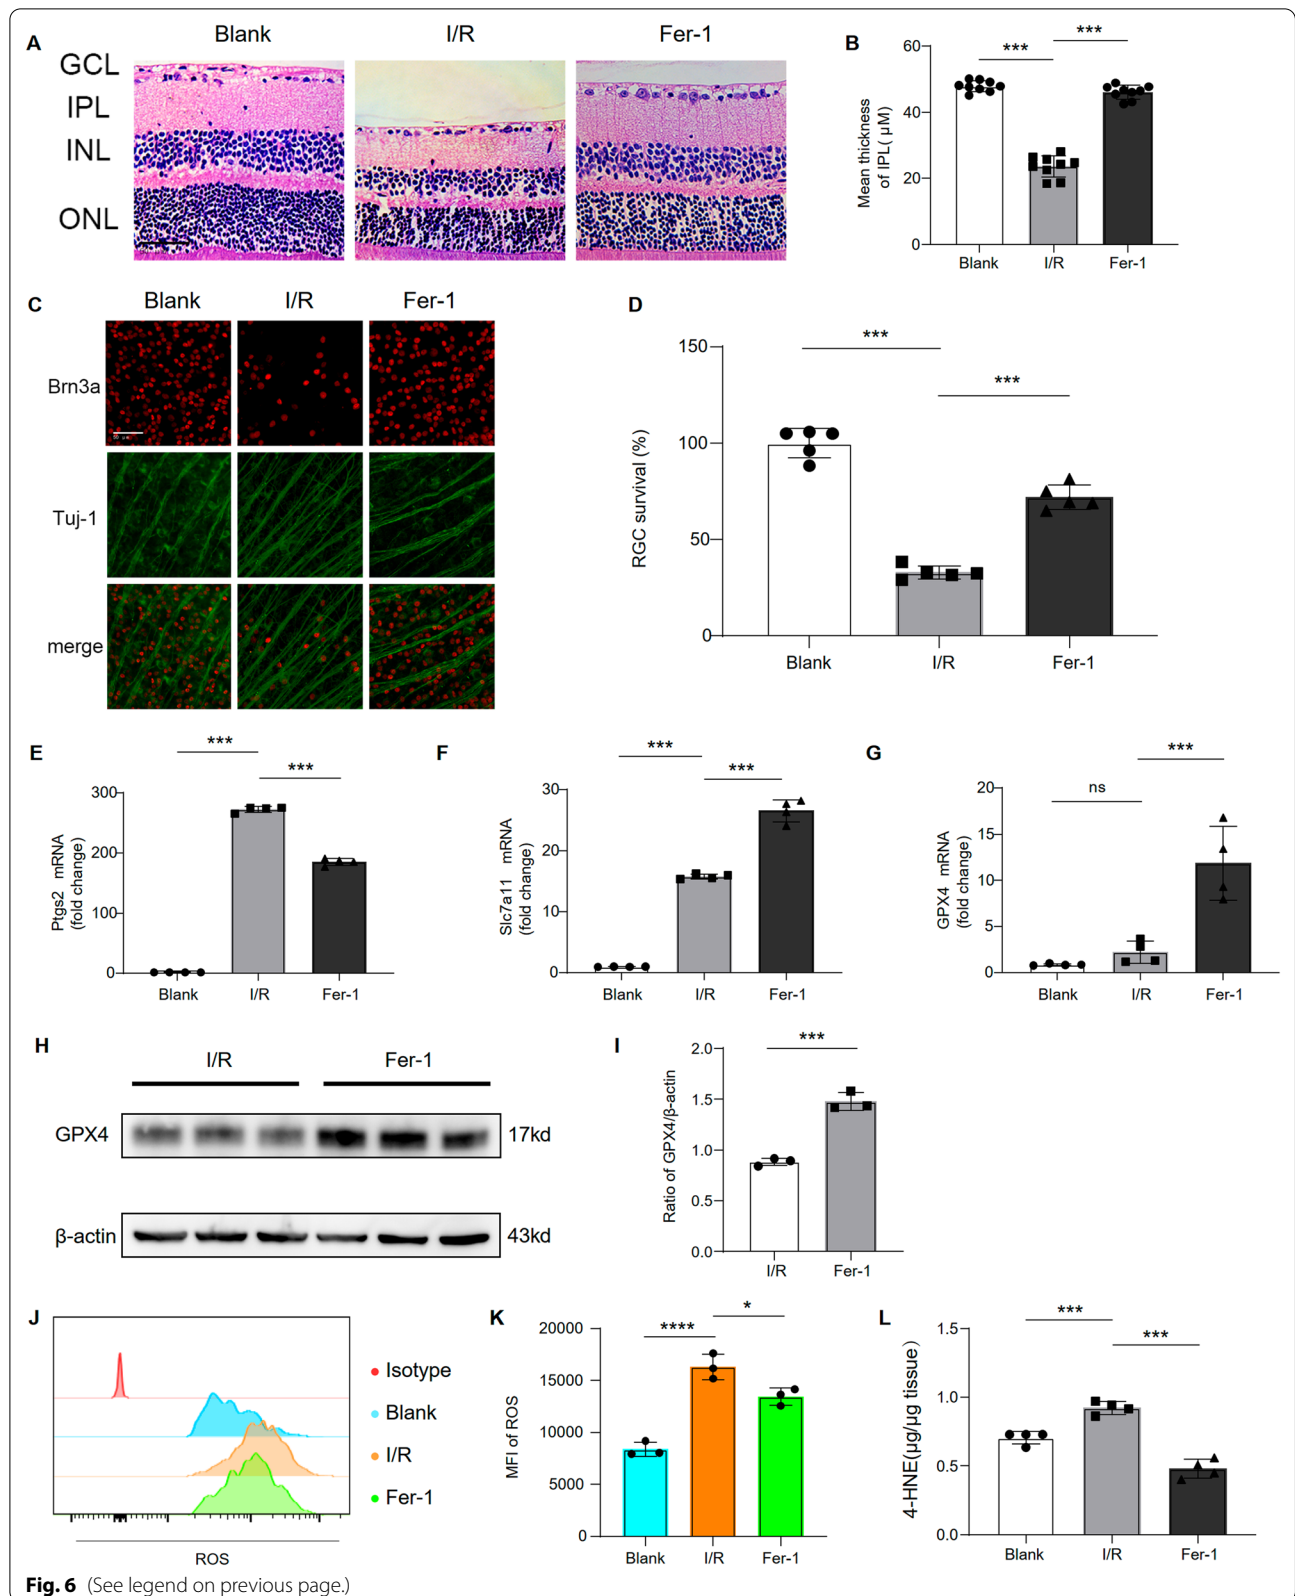 A
Blank
I/R
Fer-1
GCL
IPL
INL
ONL
B
***
***
Mean thickness
of IPL( μM)
60
40
20
0
Blank
I/R
Fer-1
C
Blank
I/R
Fer-1
Brn3a
50 μm
Tuj-1
merge
D
***
***
RGC survival (%)
150
100
50
0
Blank
I/R
Fer-1
E
***
***
Ptgs2 mRNA
(fold change)
300
200
100
0
Blank
I/R
Fer-1
F
***
***
Slc7a11 mRNA
(fold change)
30
20
10
0
Blank
I/R
Fer-1
G
***
ns
GPX4 mRNA
(fold change)
20
15
10
5
0
Blank
I/R
Fer-1
H
I/R
Fer-1
GPX4
17kd
β-actin
43kd
I
***
Ratio of GPX4/β-actin
2.0
1.5
1.0
0.5
0.0
I/R
Fer-1
J
Isotype
Blank
I/R
Fer-1
ROS
K
****
*
MFI of ROS
20000
15000
10000
5000
0
Blank
I/R
Fer-1
L
***
***
4-HNE(μg/μg tissue)
1.5
1.0
0.5
0.0
Blank
I/R
Fer-1
Fig. 6 (See legend on previous page.)